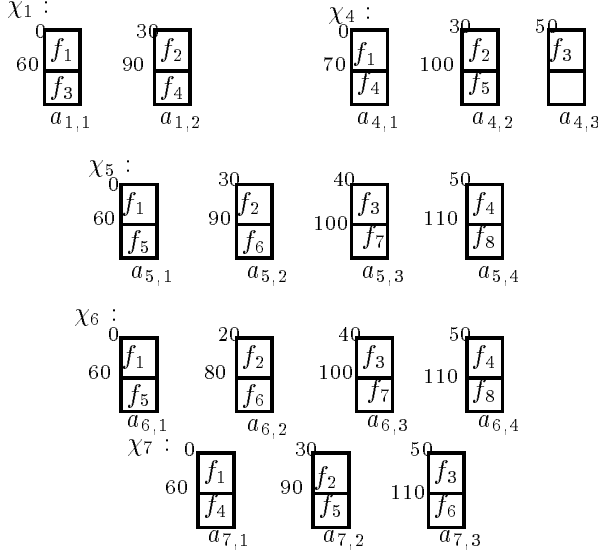 χ₁ : χ₄ :
0 30 0 30 50
f₁ f₂ f₁ f₂ f₃
60 90 70 100
f₃ f₄ f₄ f₅
a₁,₁ a₁,₂ a₄,₁ a₄,₂ a₄,₃
χ₅ :
0 30 40 50
f₁ f₂ f₃ f₄
60 90 100 110
f₅ f₆ f₇ f₈
a₅,₁ a₅,₂ a₅,₃ a₅,₄
χ₆ :
0 20 40 50
f₁ f₂ f₃ f₄
60 80 100 110
f₅ f₆ f₇ f₈
a₆,₁ a₆,₂ a₆,₃ a₆,₄
χ₇ :
0 30 50
f₁ f₂ f₃
60 90 110
f₄ f₅ f₆
a₇,₁ a₇,₂ a₇,₃